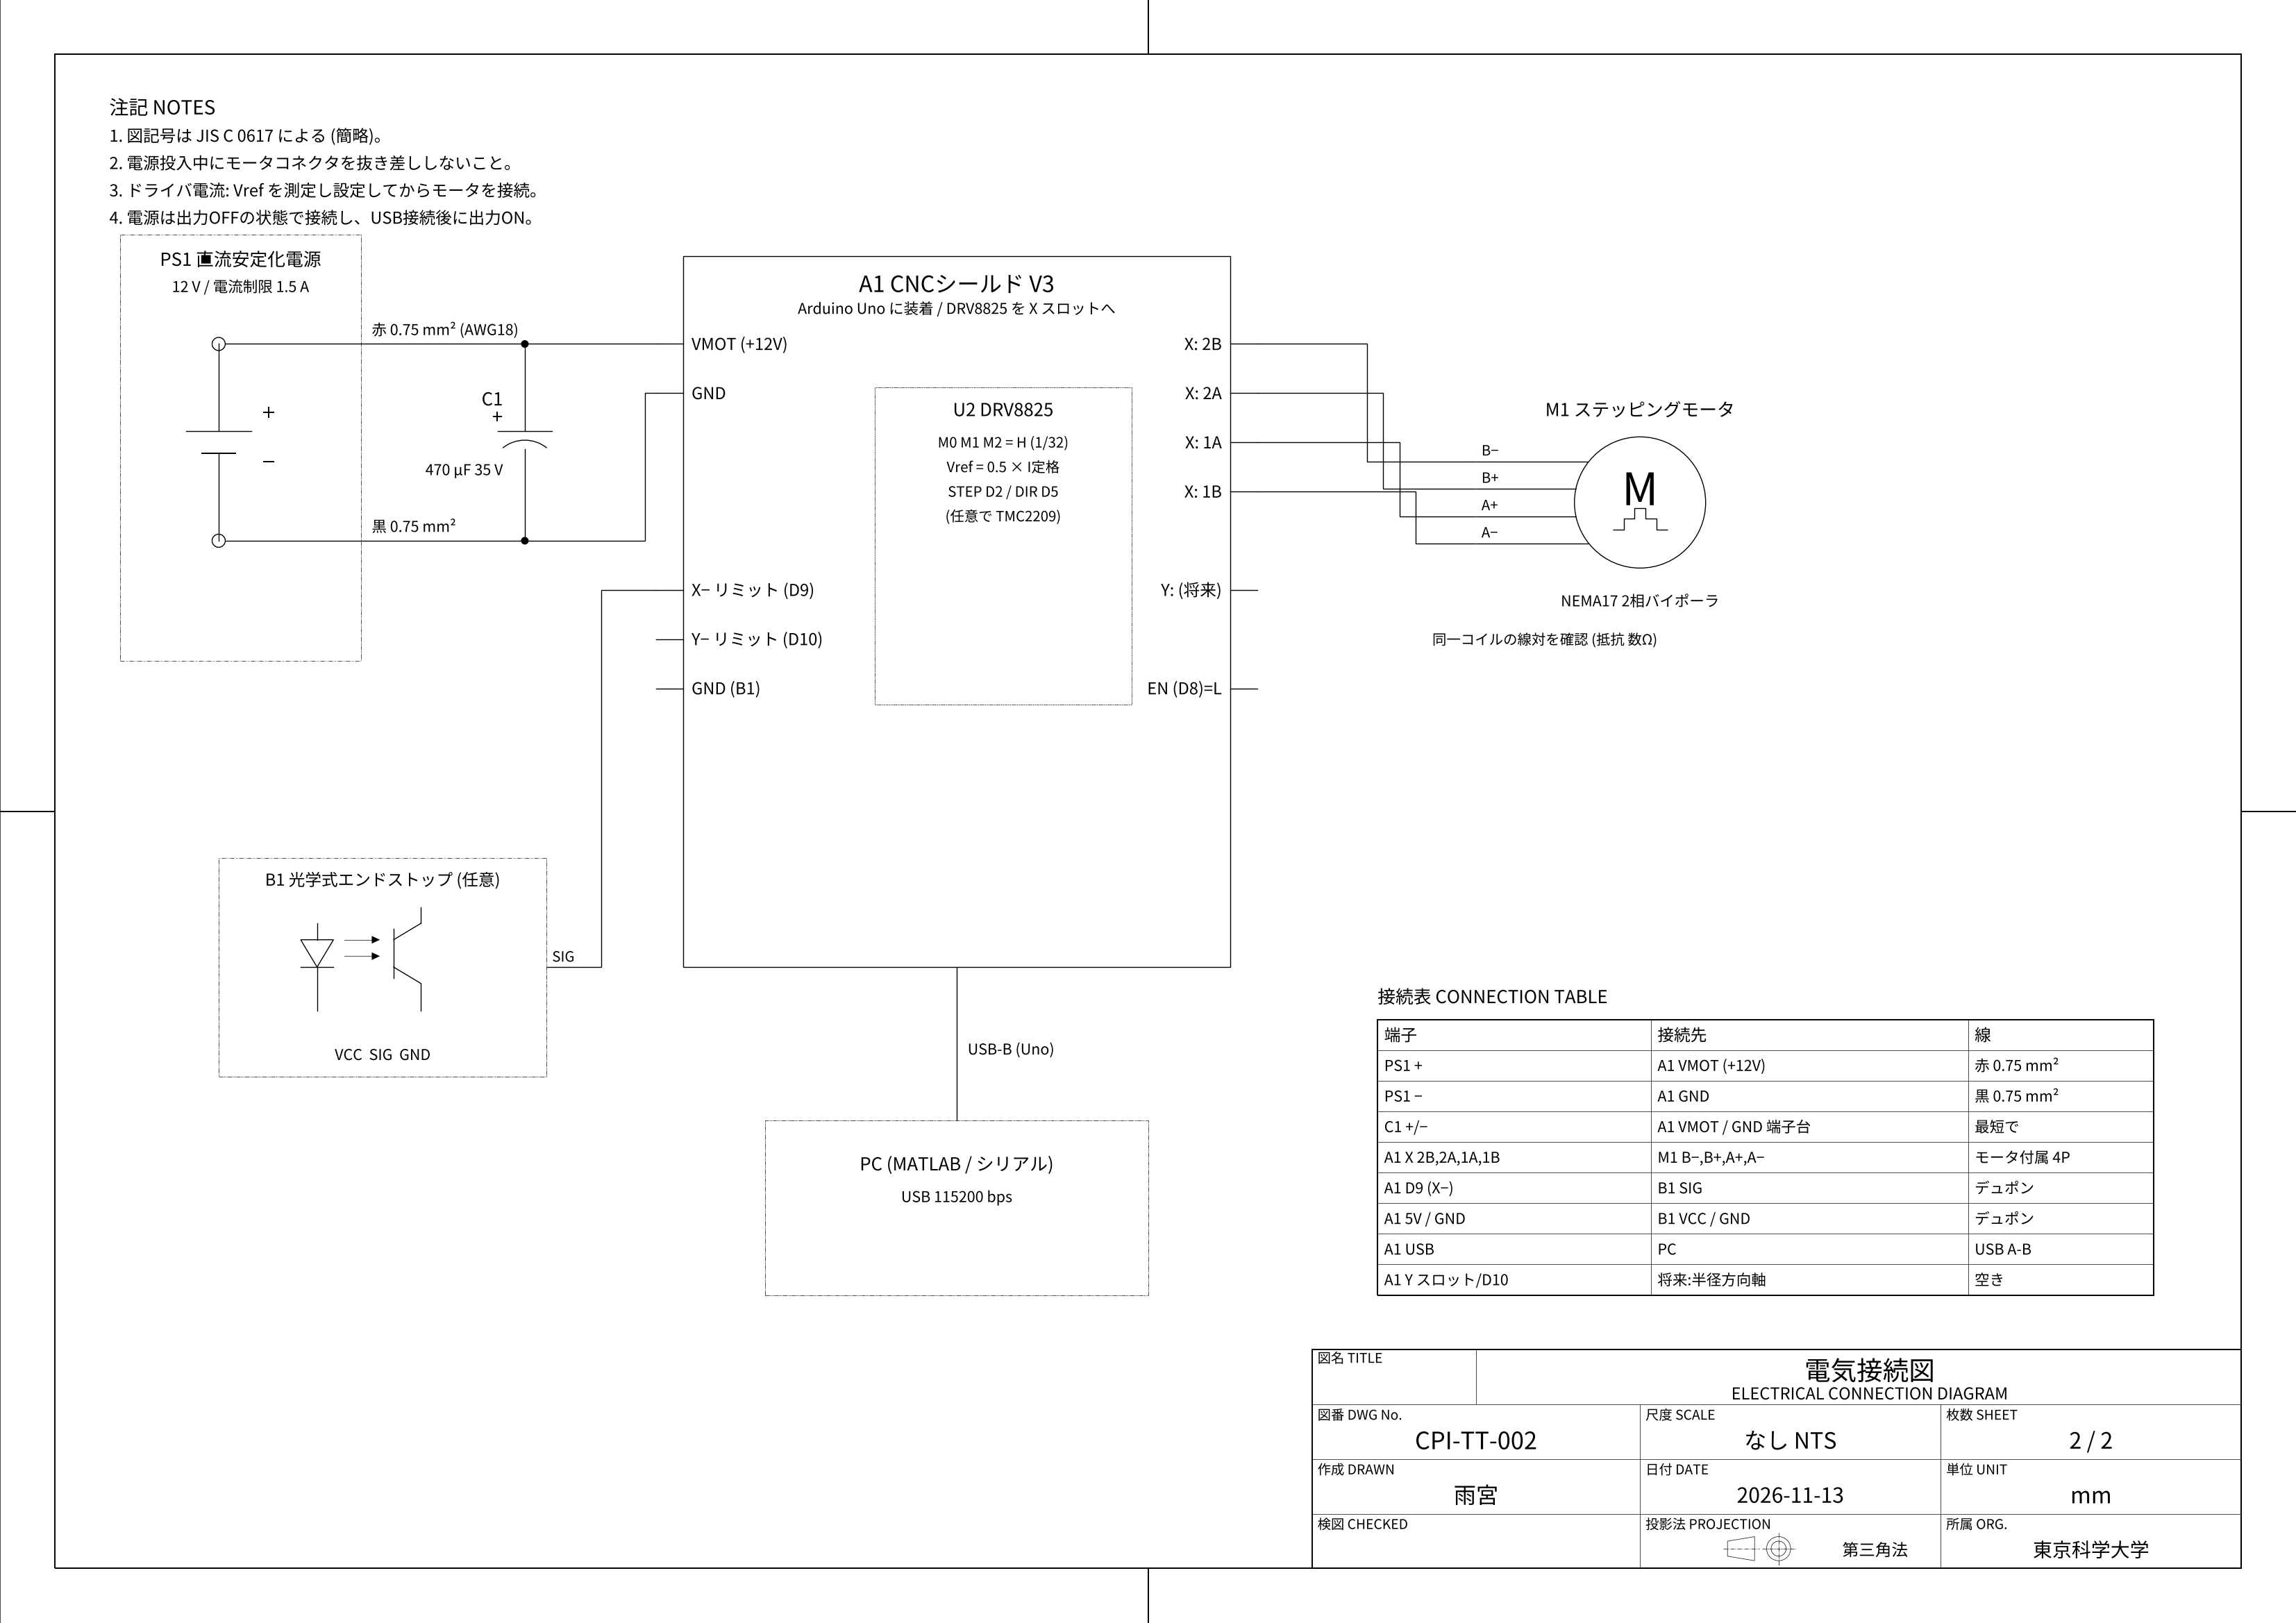 注記 NOTES
1. 図記号は JIS C 0617 による (簡略)。
2. 電源投入中にモータコネクタを抜き差ししないこと。
3. ドライバ電流: Vref を測定し設定してからモータを接続。
4. 電源は出力OFFの状態で接続し、USB接続後に出力ON。
PS1 直流安定化電源
12 V / 電流制限 1.5 A
赤 0.75 mm² (AWG18)
+
−
C1
+
470 µF 35 V
黒 0.75 mm²
A1 CNCシールド V3
Arduino Uno に装着 / DRV8825 を X スロットへ
VMOT (+12V)
GND
X− リミット (D9)
Y− リミット (D10)
GND (B1)
U2 DRV8825
M0 M1 M2 = H (1/32)
Vref = 0.5 × I定格
STEP D2 / DIR D5
(任意で TMC2209)
X: 2B
X: 2A
X: 1A
X: 1B
Y: (将来)
EN (D8)=L
M1 ステッピングモータ
B−
B+
A+
A−
M
NEMA17 2相バイポーラ
同一コイルの線対を確認 (抵抗 数Ω)
B1 光学式エンドストップ (任意)
SIG
VCC SIG GND
USB-B (Uno)
PC (MATLAB / シリアル)
USB 115200 bps
接続表 CONNECTION TABLE
端子 接続先 線
PS1 + A1 VMOT (+12V) 赤 0.75 mm²
PS1 − A1 GND 黒 0.75 mm²
C1 +/− A1 VMOT / GND 端子台 最短で
A1 X 2B,2A,1A,1B M1 B−,B+,A+,A− モータ付属 4P
A1 D9 (X−) B1 SIG デュポン
A1 5V / GND B1 VCC / GND デュポン
A1 USB PC USB A-B
A1 Y スロット/D10 将来:半径方向軸 空き
図名 TITLE
電気接続図
ELECTRICAL CONNECTION DIAGRAM
図番 DWG No. 尺度 SCALE 枚数 SHEET
CPI-TT-002 なし NTS 2 / 2
作成 DRAWN 日付 DATE 単位 UNIT
雨宮 2026-11-13 mm
検図 CHECKED 投影法 PROJECTION 所属 ORG.
第三角法 東京科学大学